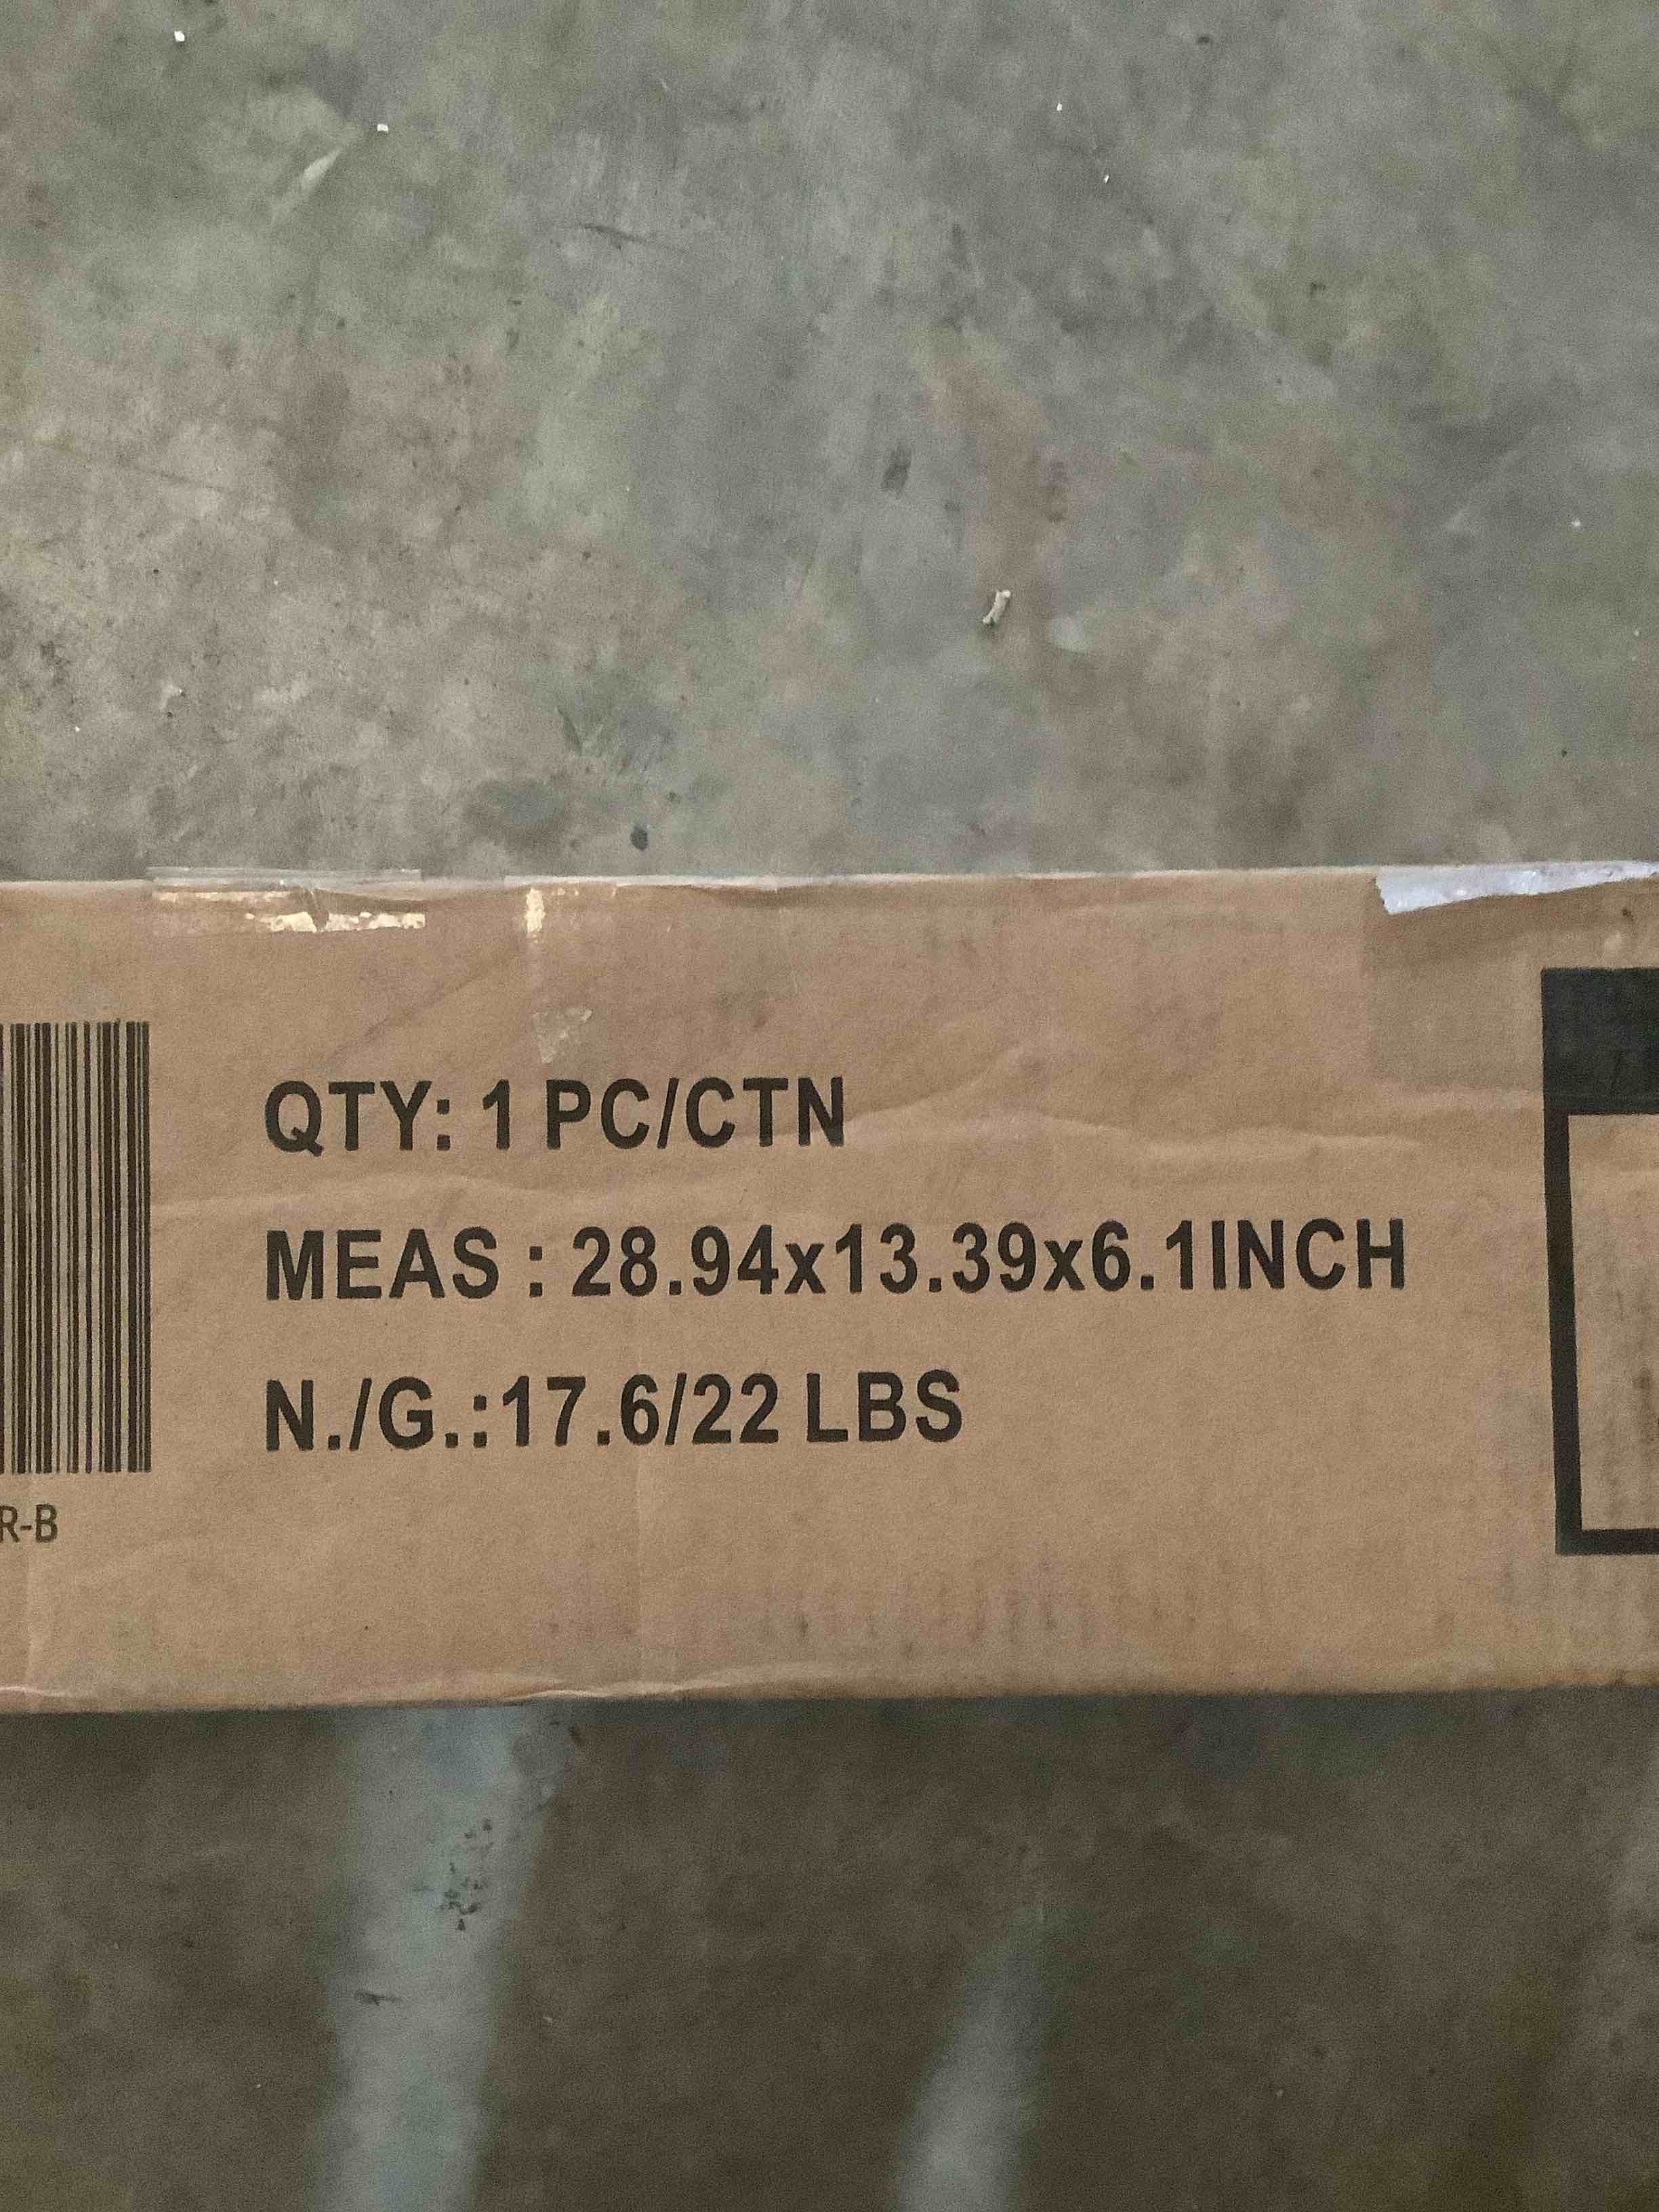 QTY: 1 PC/CTN
MEAS : 28.94x13.39x6.1INCH
N./G.:17.6/22 LBS
R-B